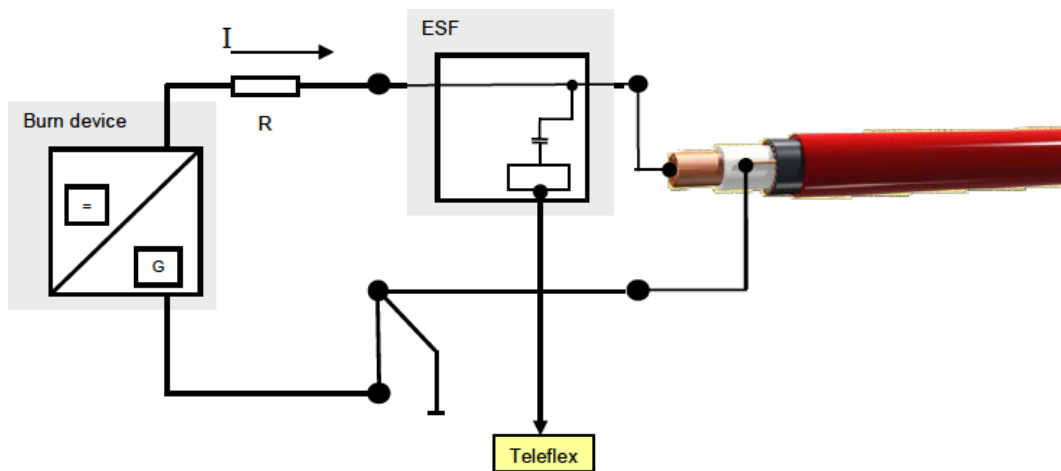 ESF
I
R
Burn device
=
G
Teleflex